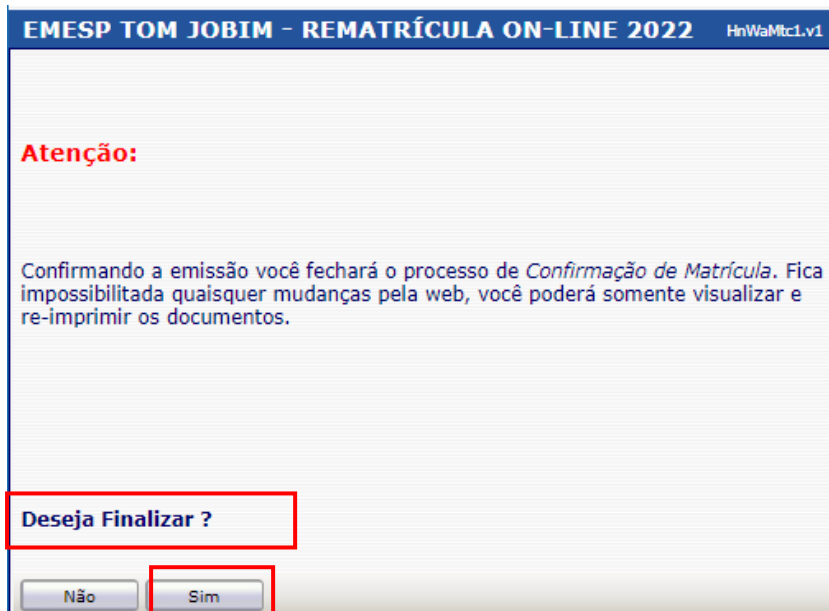 EMESP TOM JOBIM - REMATRÍCULA ON-LINE 2022 HnWaMtc1.v1
Atenção:
Confirmando a emissão você fechará o processo de Confirmação de Matrícula. Fica
impossibilitada quaisquer mudanças pela web, você poderá somente visualizar e
re-imprimir os documentos.
Deseja Finalizar ?
Não Sim